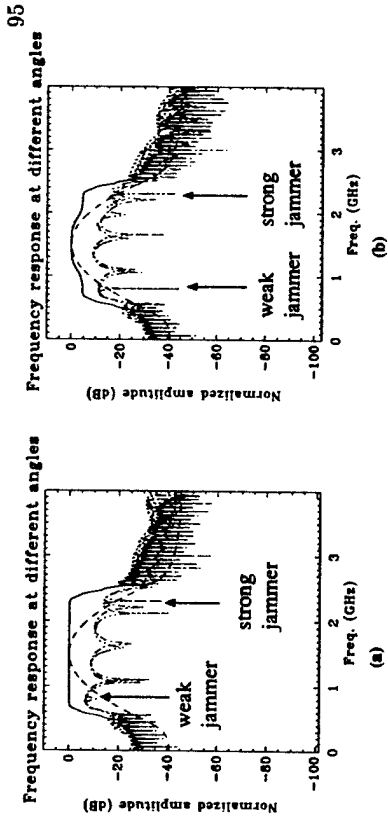 95
Frequency response at different angles
0
-20
-40
-60
-80
-100
Normalized amplitude (dB)
weak
jammer
strong
jammer
0
1
2
3
Freq. (GHz)
(a)
Frequency response at different angles
0
-20
-40
-60
-80
-100
Normalized amplitude (dB)
weak
jammer
strong
jammer
0
1
2
3
Freq. (GHz)
(b)